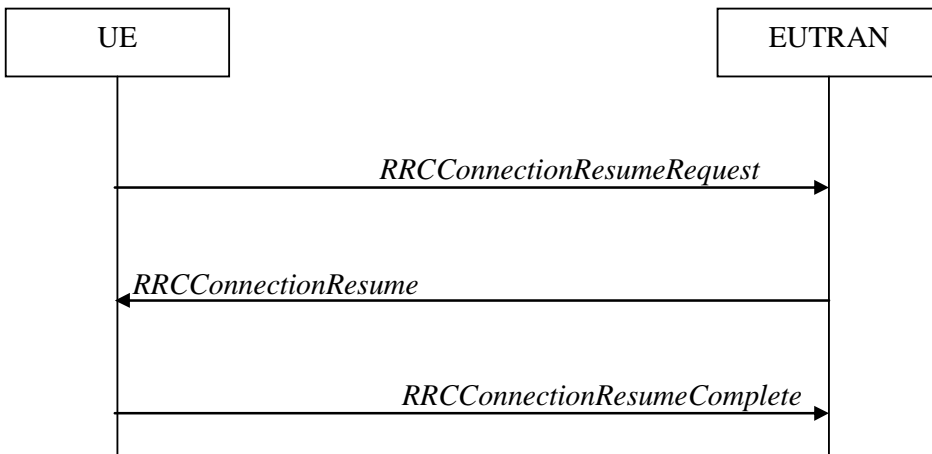 UE
EUTRAN
RRCConnectionResumeRequest
RRCConnectionResume
RRCConnectionResumeComplete